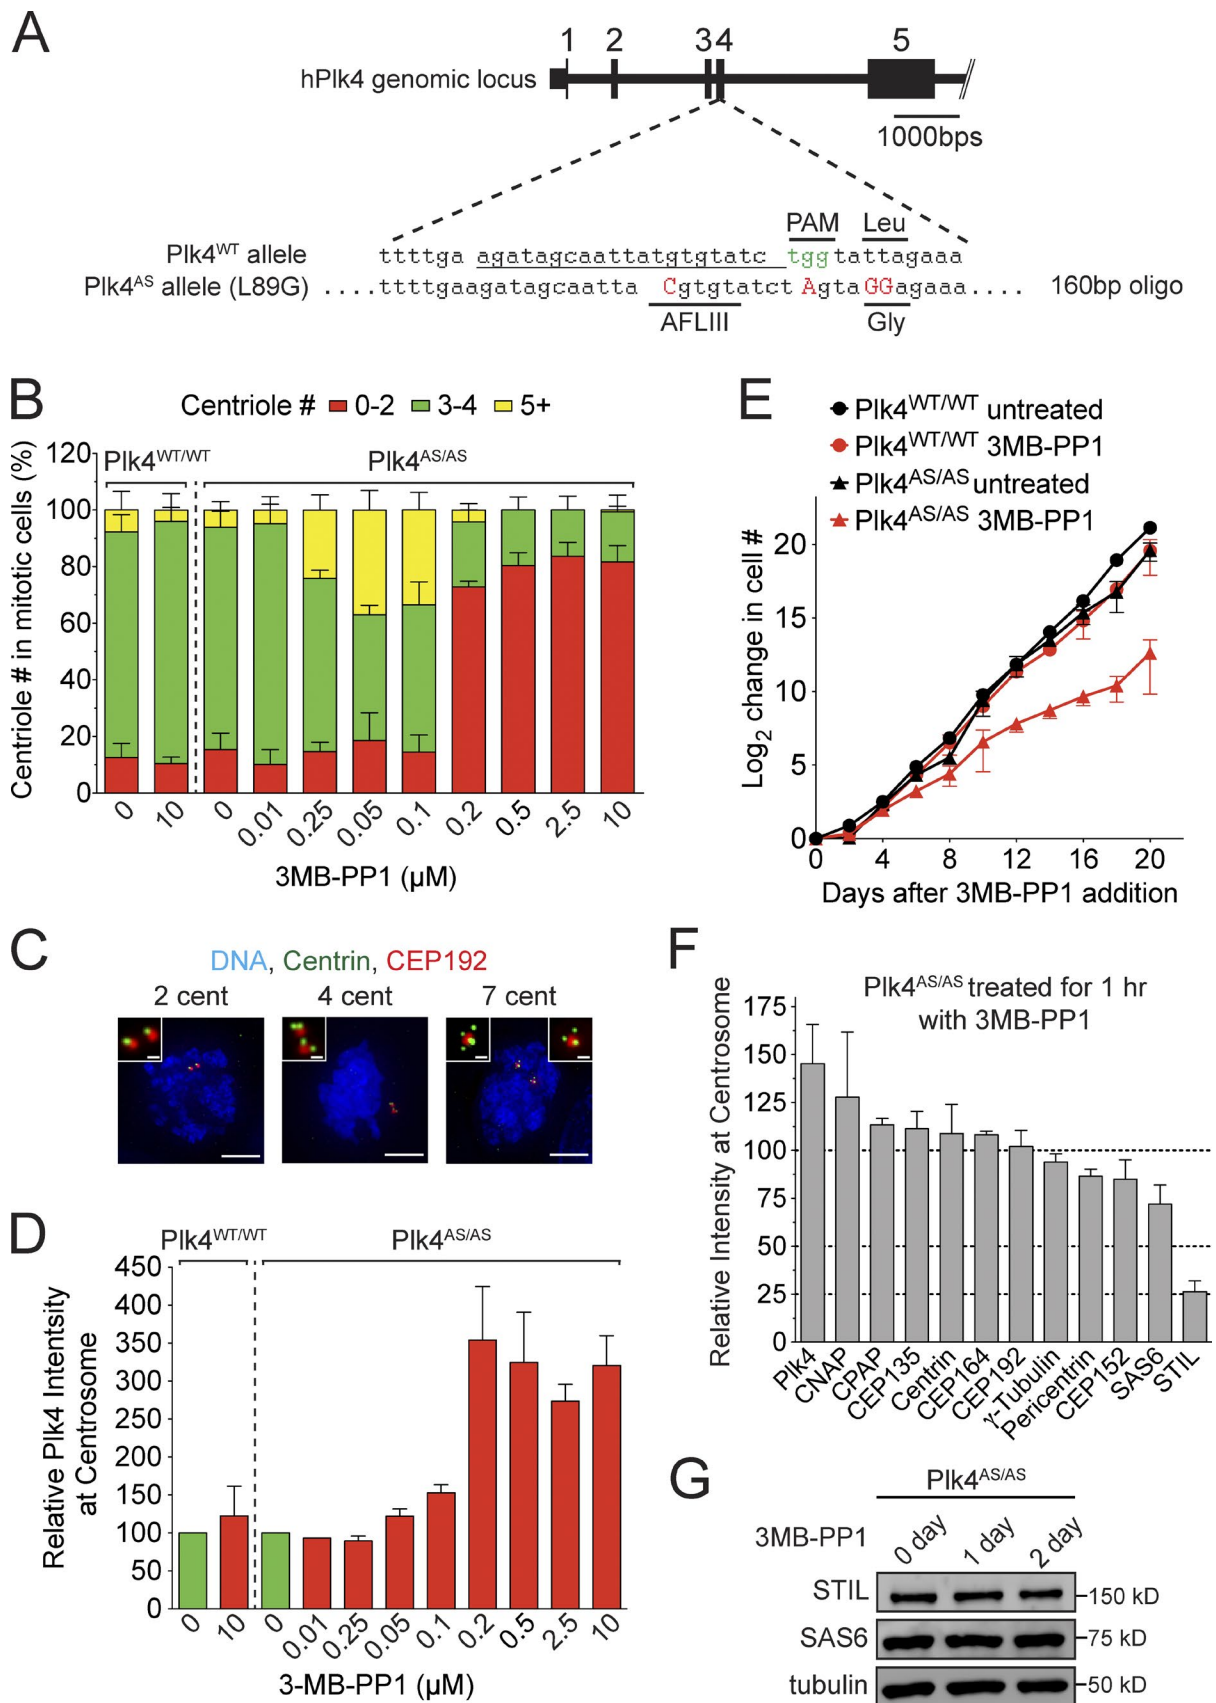 A
1 2 3 4 5
hPlk4 genomic locus
1000bps
PAM Leu
Plk4WT allele ttttga agatagcaattatgtgtatc tgg tattagaaa
Plk4AS allele (L89G) ....ttttgaagatagcaatta CgtgtatctAgtaGGagaaa.... 160bp oligo
AFLIII Gly
B
Centriole # 0-2 3-4 5+
Plk4WT/WT Plk4AS/AS
Centriole # in mitotic cells (%)
120
100
80
60
40
20
0
0 10 0 0.01 0.25 0.05 0.1 0.2 0.5 2.5 10
3MB-PP1 (µM)
C
DNA, Centrin, CEP192
2 cent 4 cent 7 cent
D
Plk4WT/WT Plk4AS/AS
Relative Plk4 Intentsity
at Centrosome
450
400
350
300
250
200
150
100
50
0
0 10 0 0.01 0.25 0.05 0.1 0.2 0.5 2.5 10
3-MB-PP1 (µM)
E
Plk4WT/WT untreated
Plk4WT/WT 3MB-PP1
Plk4AS/AS untreated
Plk4AS/AS 3MB-PP1
Log2 change in cell #
20
15
10
5
0
0 4 8 12 16 20
Days after 3MB-PP1 addition
F
Plk4AS/AS treated for 1 hr
with 3MB-PP1
Relative Intensity at Centrosome
175
150
125
100
75
50
25
0
Plk4 CNAP CPAP CEP135 Centrin CEP164 CEP192 γ-Tubulin Pericentrin CEP152 SAS6 STIL
G
Plk4AS/AS
3MB-PP1 0 day 1 day 2 day
STIL 150 kD
SAS6 75 kD
tubulin 50 kD